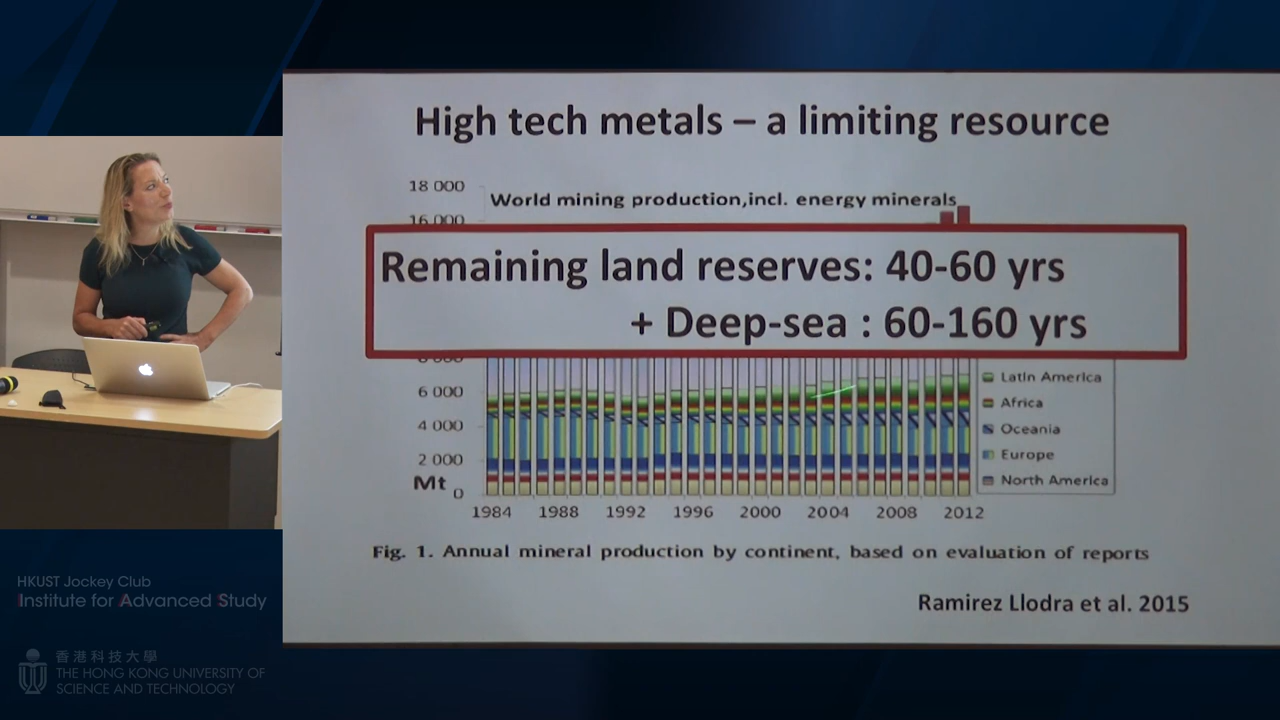 High tech metals – a limiting resource
18 000
World mining production,incl. energy minerals
16 000
Remaining land reserves: 40-60 yrs
+ Deep-sea : 60-160 yrs
6 000
4 000
2 000
Mt
0
Latin America
Africa
Oceania
Europe
North America
1984 1988 1992 1996 2000 2004 2008 2012
Fig. 1. Annual mineral production by continent, based on evaluation of reports
Ramirez Llodra et al. 2015
HKUST Jockey Club
Institute for Advanced Study
香港科技大學
THE HONG KONG UNIVERSITY OF
SCIENCE AND TECHNOLOGY